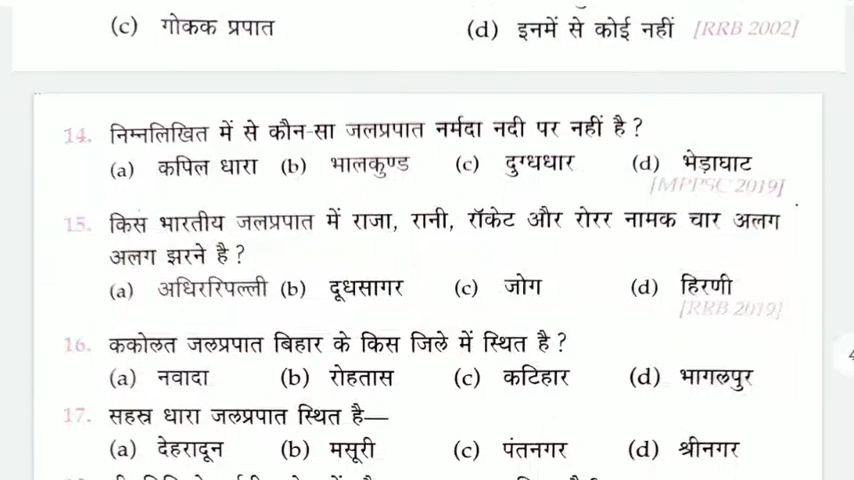 (c) गोकक प्रपात (d) इनमें से कोई नहीं [RRB 2002]
14. निम्नलिखित में से कौन-सा जलप्रपात नर्मदा नदी पर नहीं है ?
(a) कपिल धारा (b) भालकुण्ड (c) दुग्धधार (d) भेड़ाघाट
[MPPSC 2019]
15. किस भारतीय जलप्रपात में राजा, रानी, रॉकेट और रोरर नामक चार अलग
अलग झरने है ?
(a) अधिररिपल्ली (b) दूधसागर (c) जोग (d) हिरणी
[RRB 2019]
16. ककोलत जलप्रपात बिहार के किस जिले में स्थित है ?
(a) नवादा (b) रोहतास (c) कटिहार (d) भागलपुर
17. सहस्र धारा जलप्रपात स्थित है—
(a) देहरादून (b) मसूरी (c) पंतनगर (d) श्रीनगर